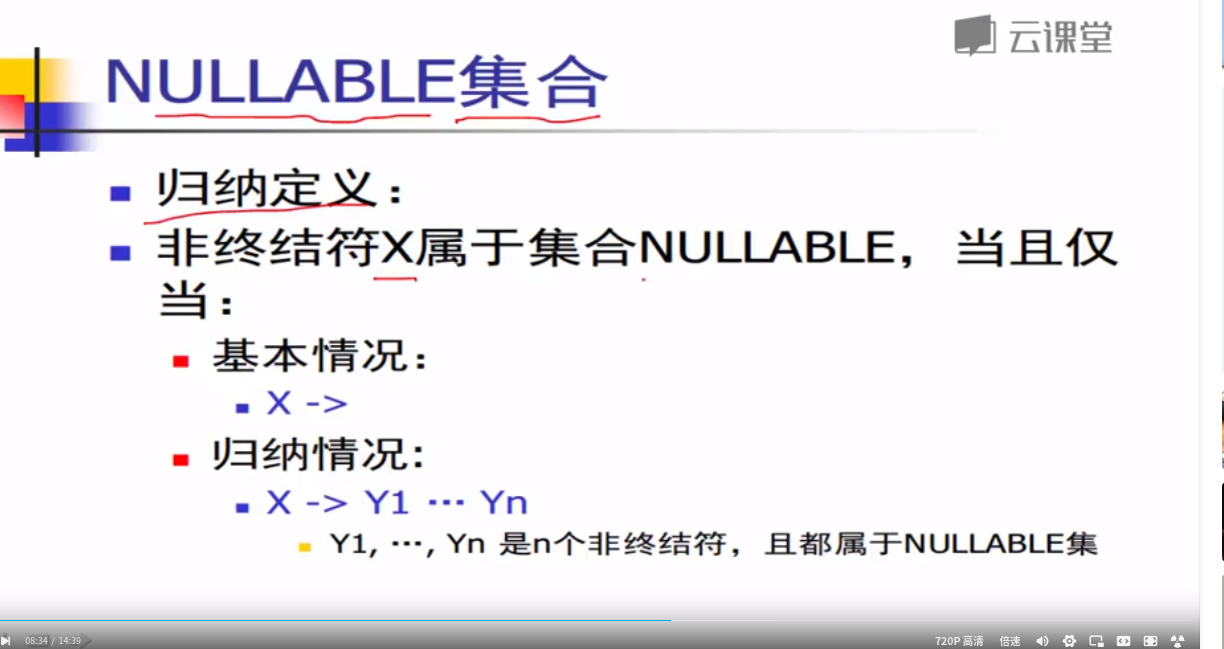 云课堂
NULLABLE集合
归纳定义：
非终结符X属于集合NULLABLE，当且仅
当：
基本情况：
X ->
归纳情况：
X -> Y1 … Yn
Y1, …, Yn 是n个非终结符，且都属于NULLABLE集
08:34 / 14:39
720P 高清
倍速